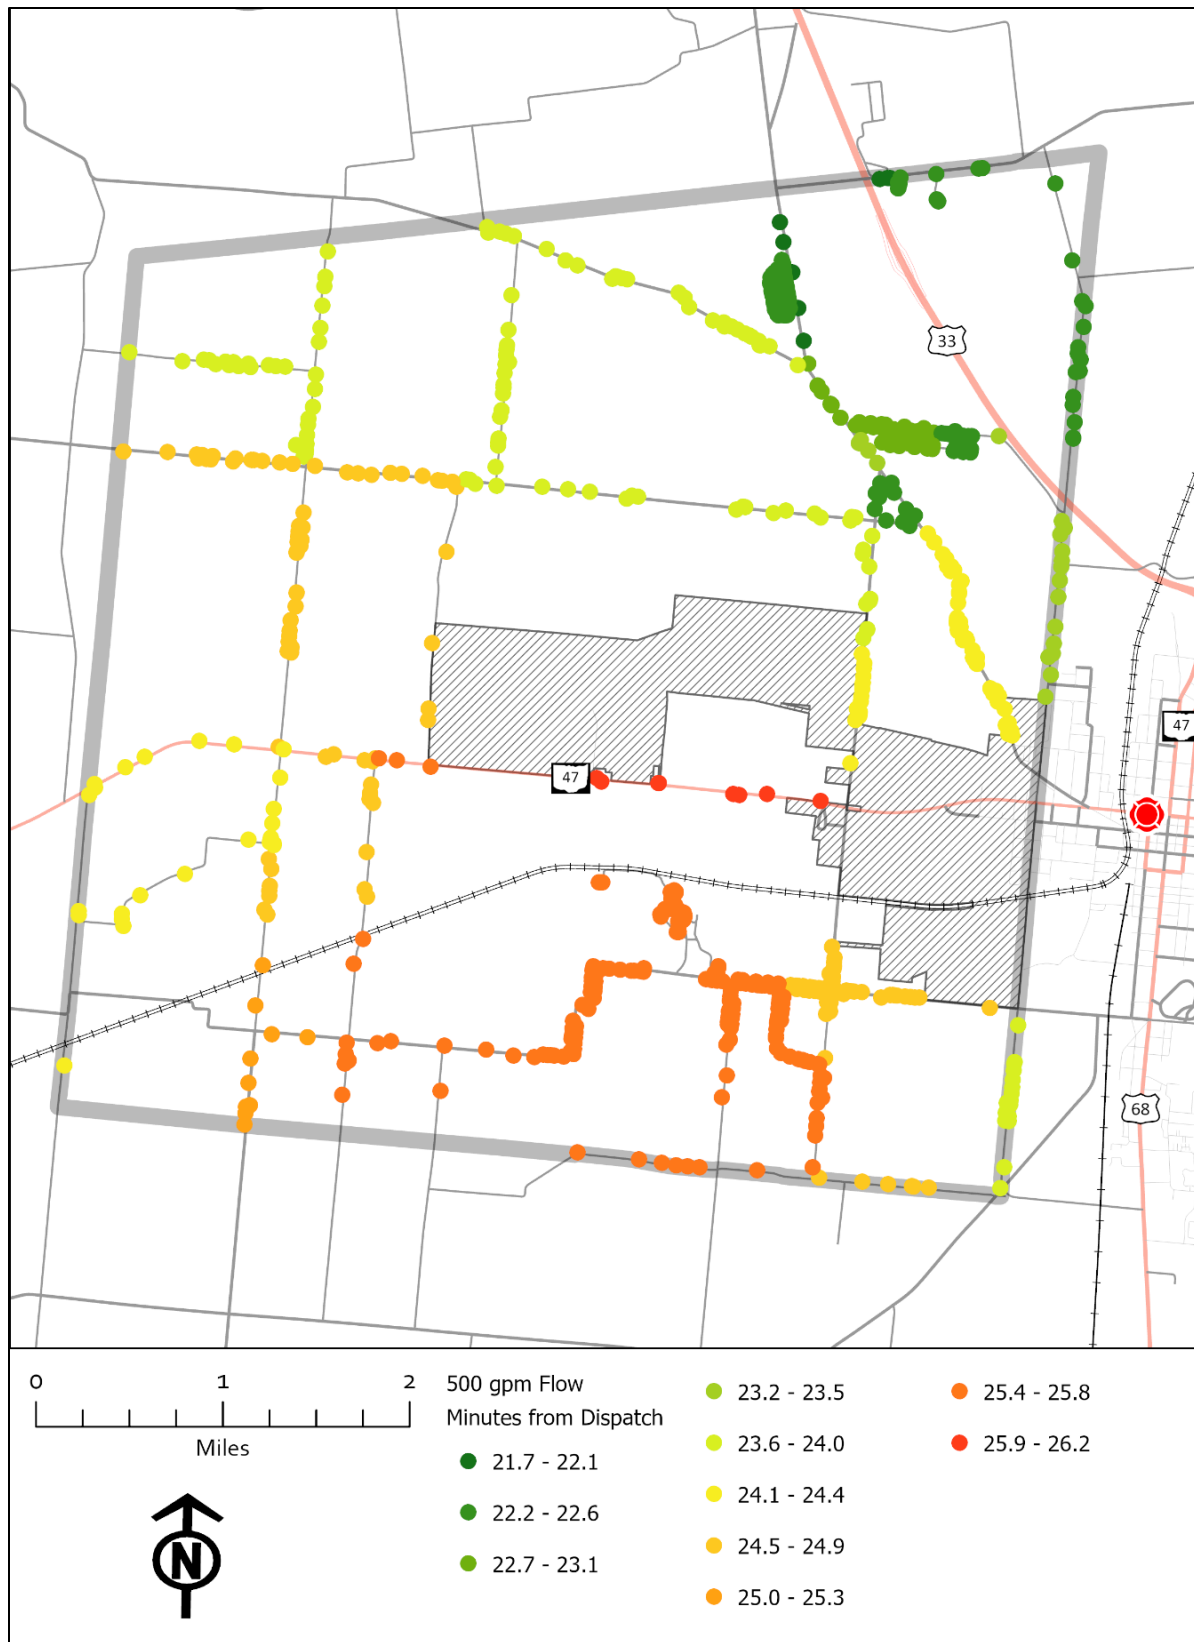 33
47
47
68
0 1 2
Miles
N
500 gpm Flow
Minutes from Dispatch
21.7 - 22.1
22.2 - 22.6
22.7 - 23.1
23.2 - 23.5
23.6 - 24.0
24.1 - 24.4
24.5 - 24.9
25.0 - 25.3
25.4 - 25.8
25.9 - 26.2